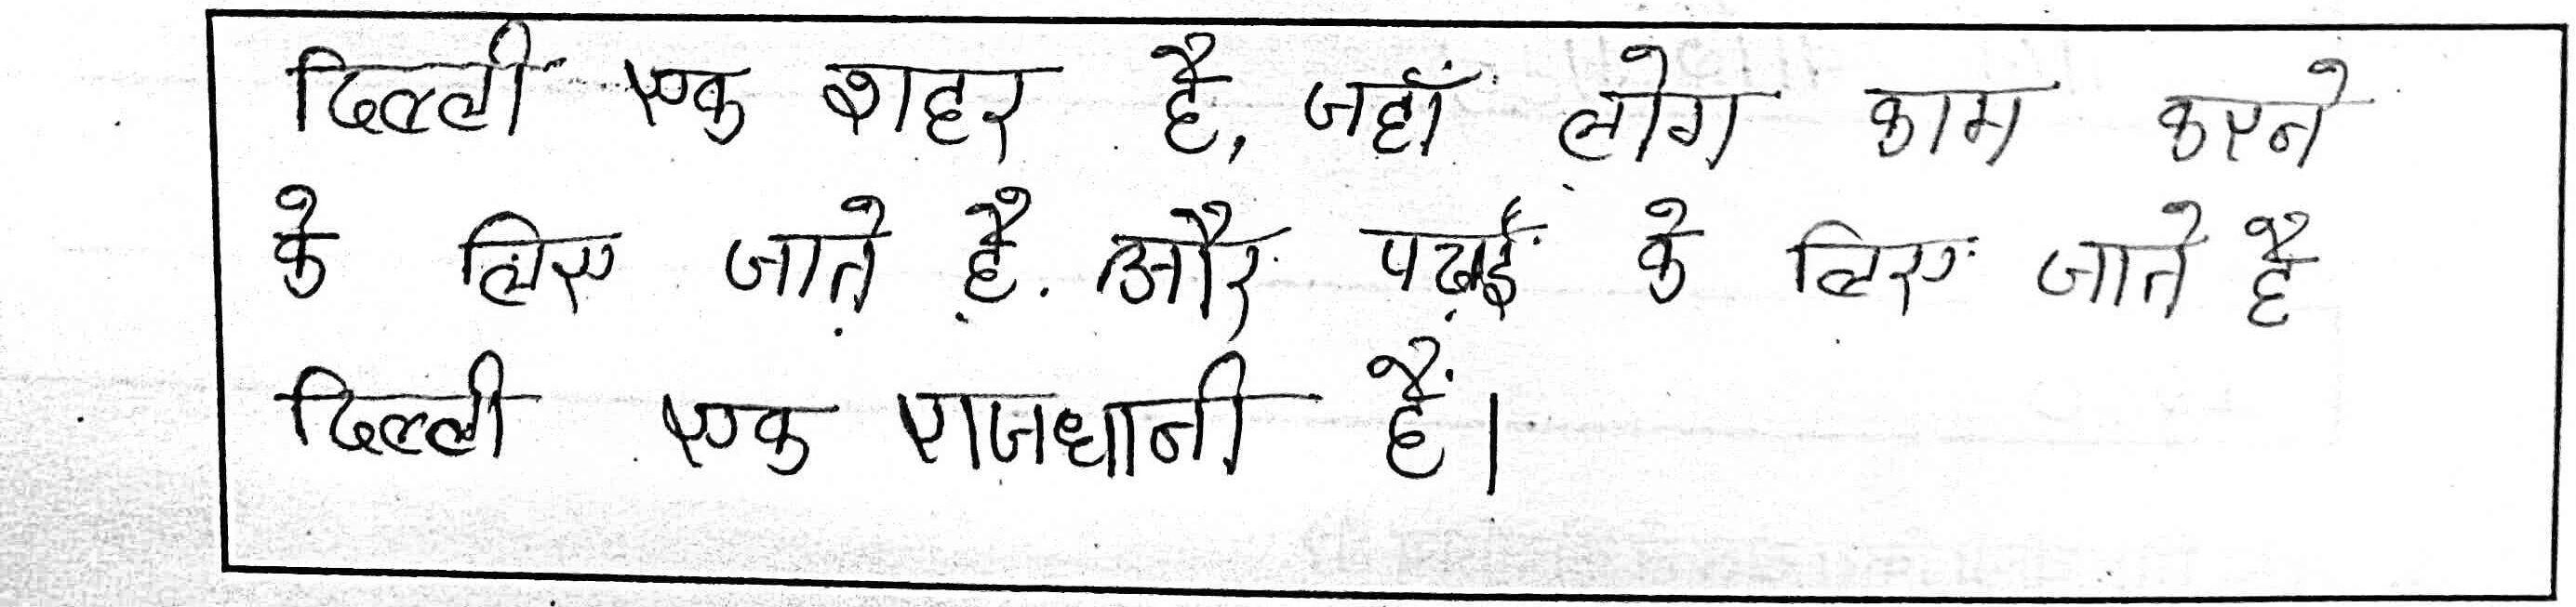 दिल्ली एक शहर है, जहाँ लोग काम करने
के लिए जाते है. और पढाई के लिए जाते है
दिल्ली एक राजधानी हैं।